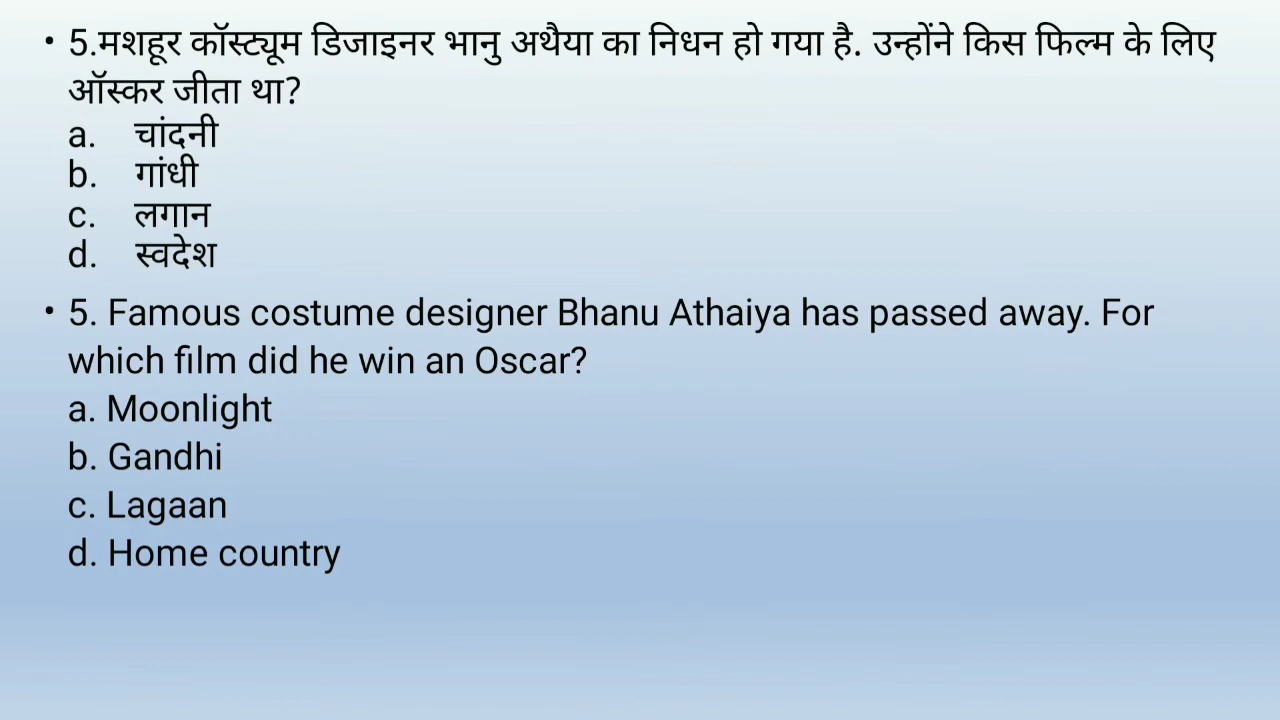 • 5.मशहूर कॉस्ट्यूम डिजाइनर भानु अथैया का निधन हो गया है. उन्होंने किस फिल्म के लिए
ऑस्कर जीता था?
a. चांदनी
b. गांधी
c. लगान
d. स्वदेश
• 5. Famous costume designer Bhanu Athaiya has passed away. For
which film did he win an Oscar?
a. Moonlight
b. Gandhi
c. Lagaan
d. Home country